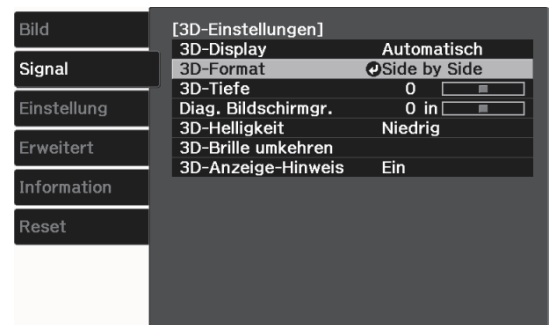 Bild
Signal
Einstellung
Erweitert
Information
Reset
[3D-Einstellungen]
3D-Display Automatisch
3D-Format Side by Side
3D-Tiefe 0
Diag. Bildschirmgr. 0 in
3D-Helligkeit Niedrig
3D-Brille umkehren
3D-Anzeige-Hinweis Ein